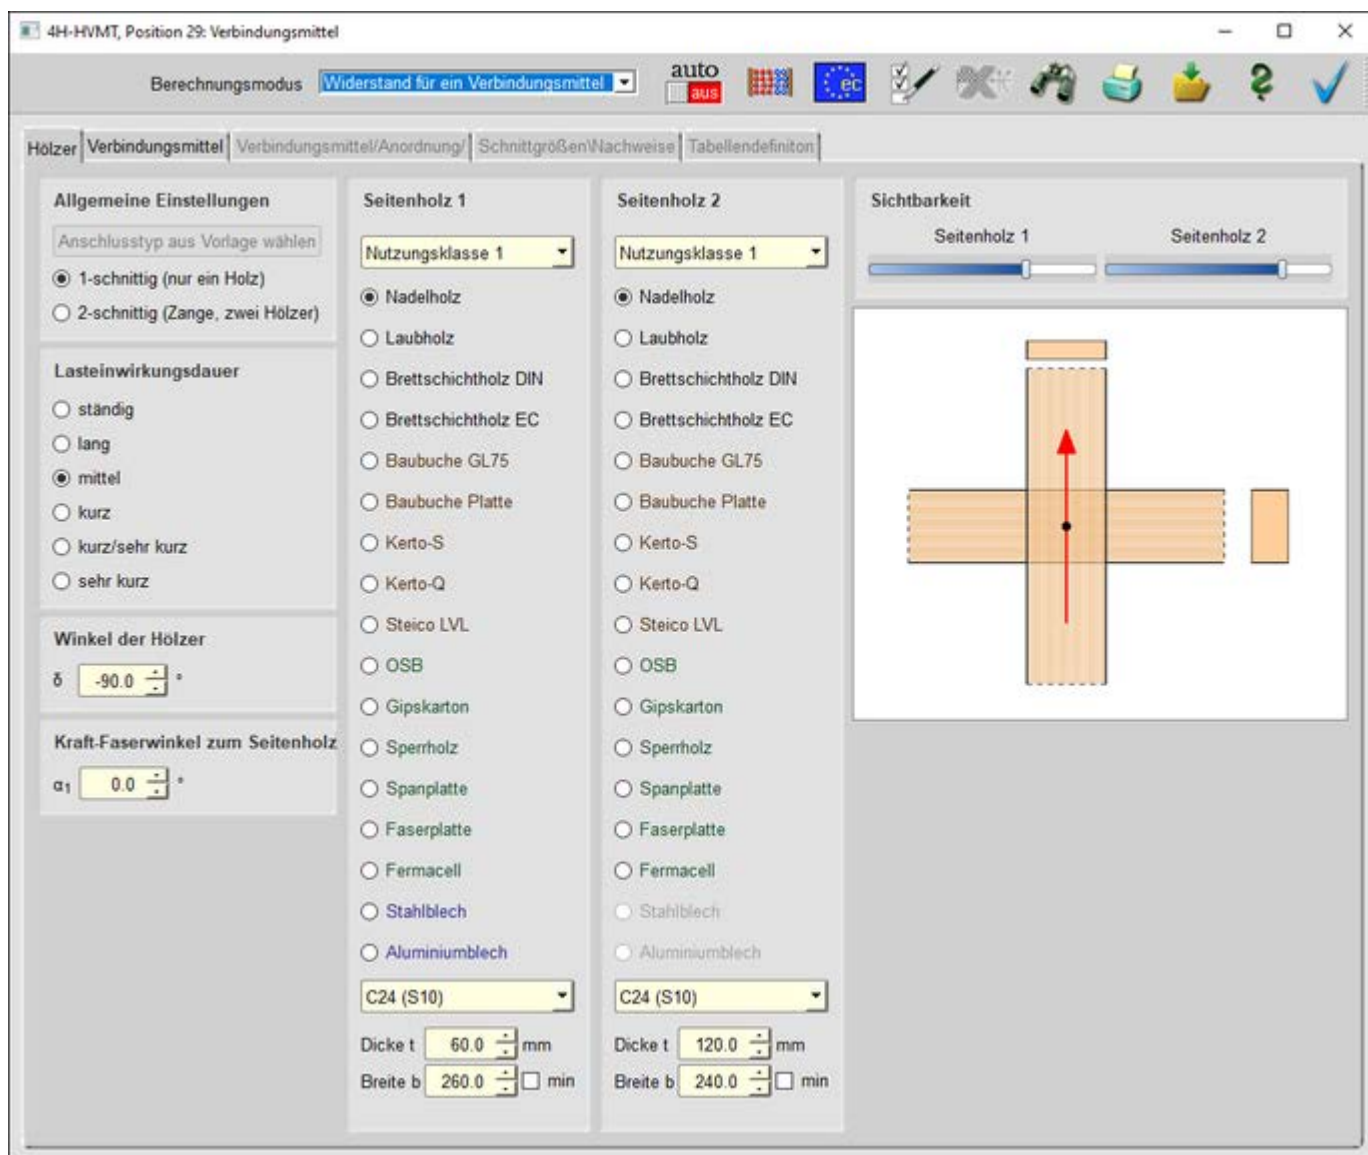 4H-HVMT, Position 29: Verbindungsmittel
Berechnungsmodus Widerstand für ein Verbindungsmittel auto aus ec
Hölzer Verbindungsmittel Verbindungsmittel/Anordnung/ Schnittgrößen\Nachweise Tabellendefiniton
Allgemeine Einstellungen
Anschlusstyp aus Vorlage wählen
1-schnittig (nur ein Holz)
2-schnittig (Zange, zwei Hölzer)
Lasteinwirkungsdauer
ständig
lang
mittel
kurz
kurz/sehr kurz
sehr kurz
Winkel der Hölzer
δ -90.0 °
Kraft-Faserwinkel zum Seitenholz
α1 0.0 °
Seitenholz 1
Nutzungsklasse 1
Nadelholz
Laubholz
Brettschichtholz DIN
Brettschichtholz EC
Baubuche GL75
Baubuche Platte
Kerto-S
Kerto-Q
Steico LVL
OSB
Gipskarton
Sperrholz
Spanplatte
Faserplatte
Fermacell
Stahlblech
Aluminiumblech
C24 (S10)
Dicke t 60.0 mm
Breite b 260.0 min
Seitenholz 2
Nutzungsklasse 1
Nadelholz
Laubholz
Brettschichtholz DIN
Brettschichtholz EC
Baubuche GL75
Baubuche Platte
Kerto-S
Kerto-Q
Steico LVL
OSB
Gipskarton
Sperrholz
Spanplatte
Faserplatte
Fermacell
Stahlblech
Aluminiumblech
C24 (S10)
Dicke t 120.0 mm
Breite b 240.0 min
Sichtbarkeit
Seitenholz 1 Seitenholz 2